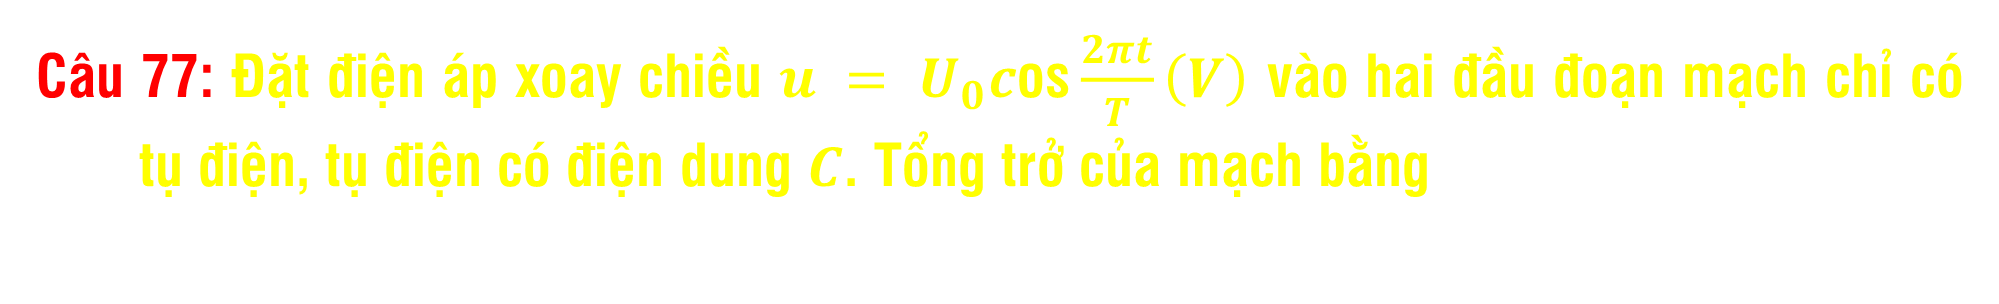 Câu 77: Đặt điện áp xoay chiều u = U₀cos 2πt/T (V) vào hai đầu đoạn mạch chỉ có
tụ điện, tụ điện có điện dung C. Tổng trở của mạch bằng